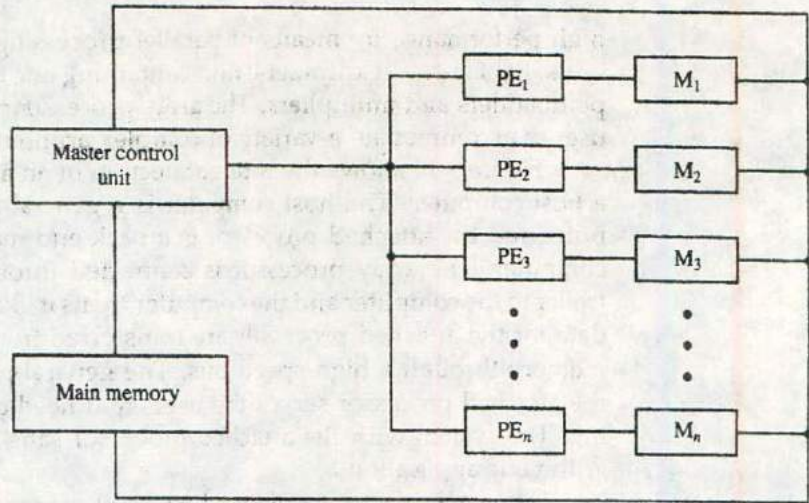 PE₁
M₁
Master control
unit
PE₂
M₂
PE₃
M₃
Main memory
PEₙ
Mₙ